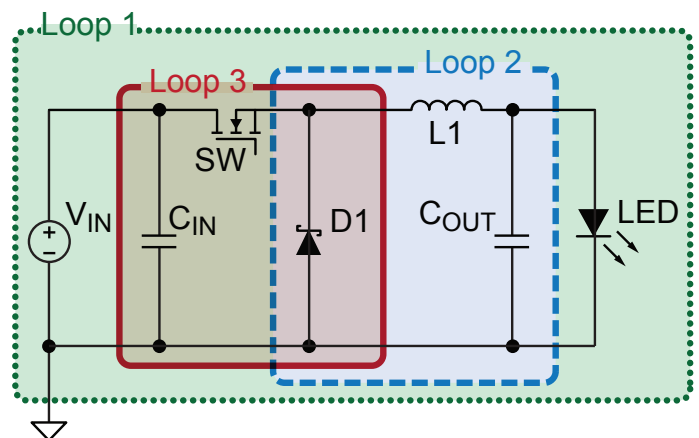 Loop 1
Loop 2
Loop 3
L1
SW
VIN
CIN
D1
COUT
LED
+
−